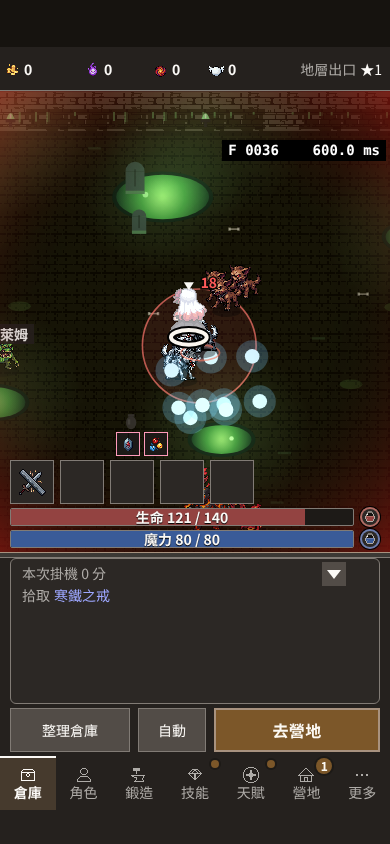 0 0 0 0 地層出口 ★1
F 0036 600.0 ms
18
萊姆
生命 121 / 140
魔力 80 / 80
本次掛機 0 分
拾取 寒鐵之戒
整理倉庫 自動 去營地
1
倉庫 角色 鍛造 技能 天賦 營地 更多